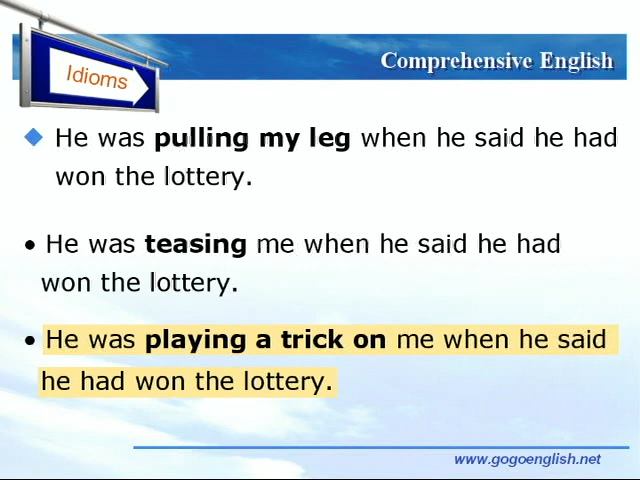 Idioms
Comprehensive English
He was pulling my leg when he said he had
won the lottery.
• He was teasing me when he said he had
won the lottery.
• He was playing a trick on me when he said
he had won the lottery.
www.gogoenglish.net